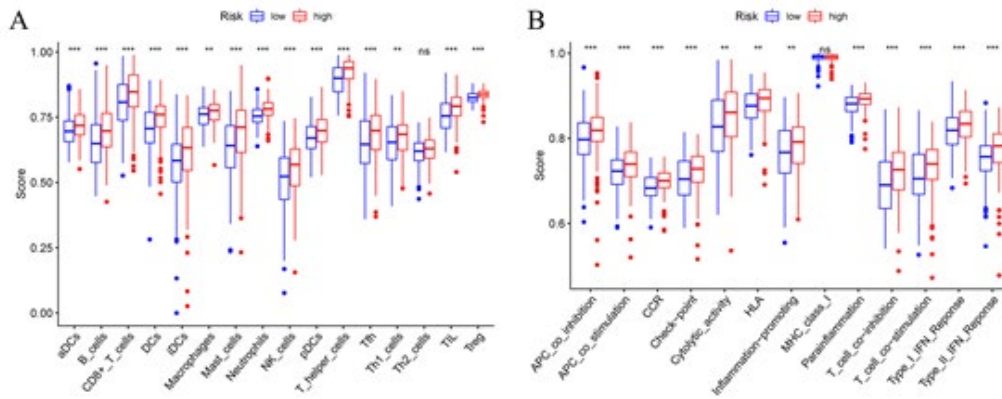 A
Risk low high
*** *** *** *** *** ** *** *** *** *** *** *** ** ns *** ***
1.00
0.75
0.50
0.25
0.00
Score
aDCs
B_cells
CD8+_T_cells
DCs
iDCs
Macrophages
Mast_cells
Neutrophils
NK_cells
pDCs
T_helper_cells
Tfh
Th1_cells
Th2_cells
TIL
Treg
B
Risk low high
*** *** *** *** ** ** ** ns *** *** *** *** ***
1.0
0.8
0.6
Score
APC_co_inhibition
APC_co_stimulation
CCR
Check-point
Cytolytic_activity
HLA
Inflammation-promoting
MHC_class_I
Parainflammation
T_cell_co-inhibition
T_cell_co-stimulation
Type_I_IFN_Reponse
Type_II_IFN_Reponse